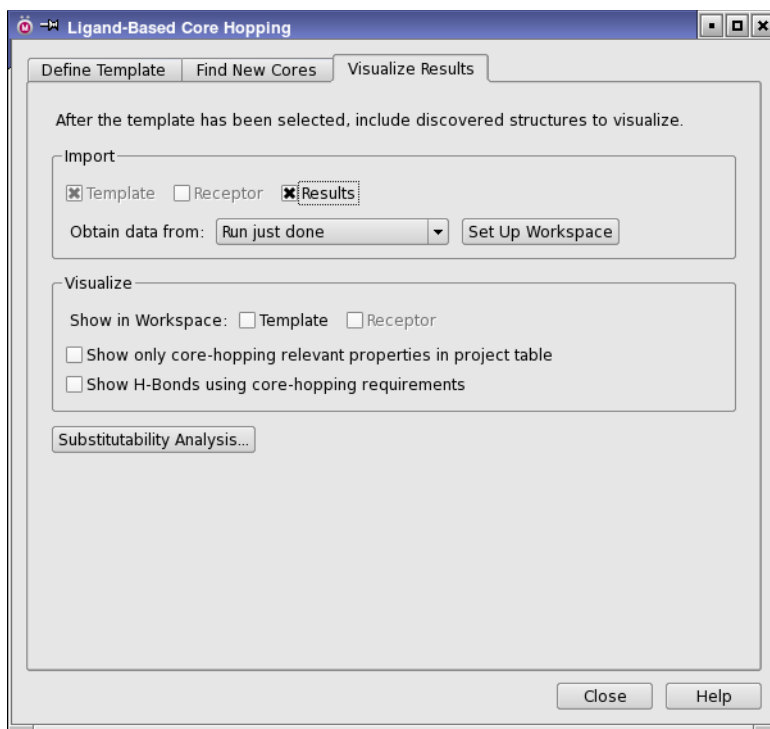 Ligand-Based Core Hopping
Define Template Find New Cores Visualize Results
After the template has been selected, include discovered structures to visualize.
Import
Template Receptor Results
Obtain data from: Run just done Set Up Workspace
Visualize
Show in Workspace: Template Receptor
Show only core-hopping relevant properties in project table
Show H-Bonds using core-hopping requirements
Substitutability Analysis...
Close Help